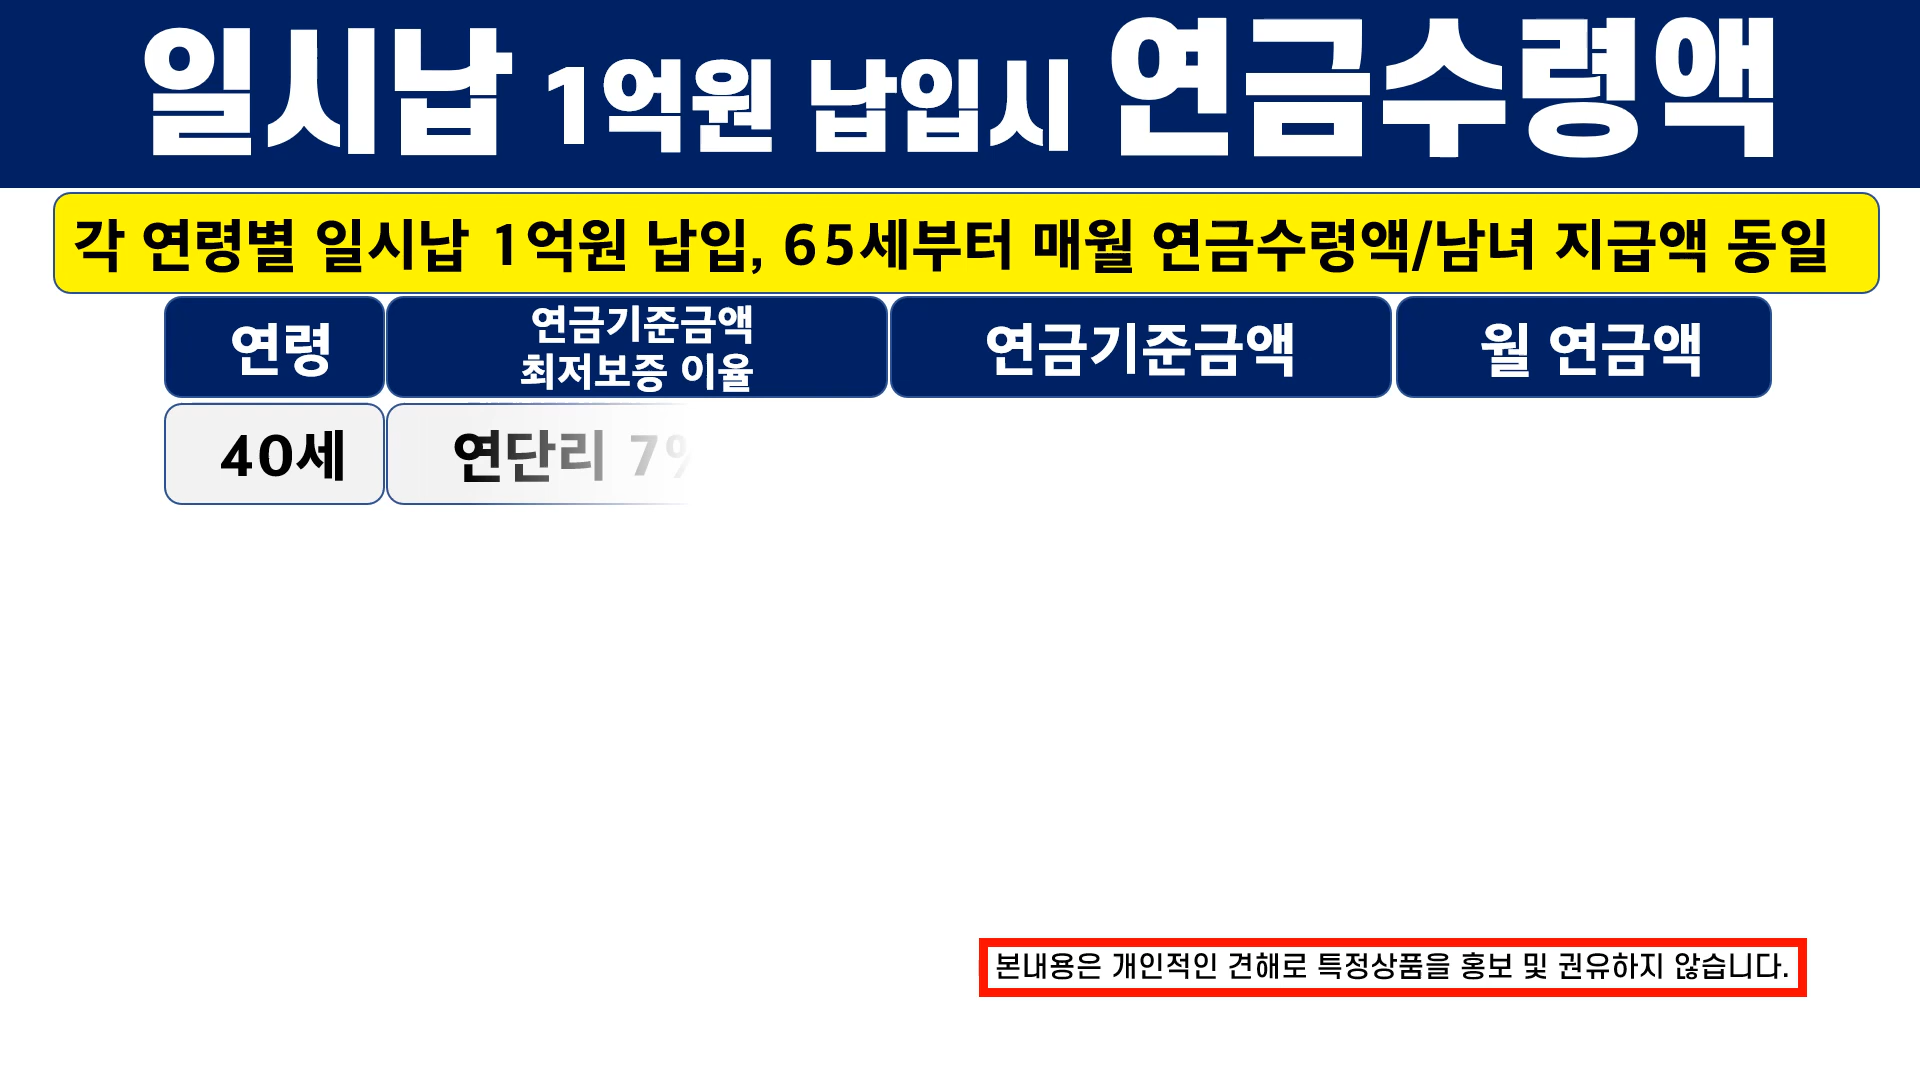 일시납 1억원 납입시 연금수령액
각 연령별 일시납 1억원 납입, 65세부터 매월 연금수령액/남녀 지급액 동일
연령
연금기준금액
최저보증 이율
연금기준금액
월 연금액
40세
연단리 7%
본내용은 개인적인 견해로 특정상품을 홍보 및 권유하지 않습니다.